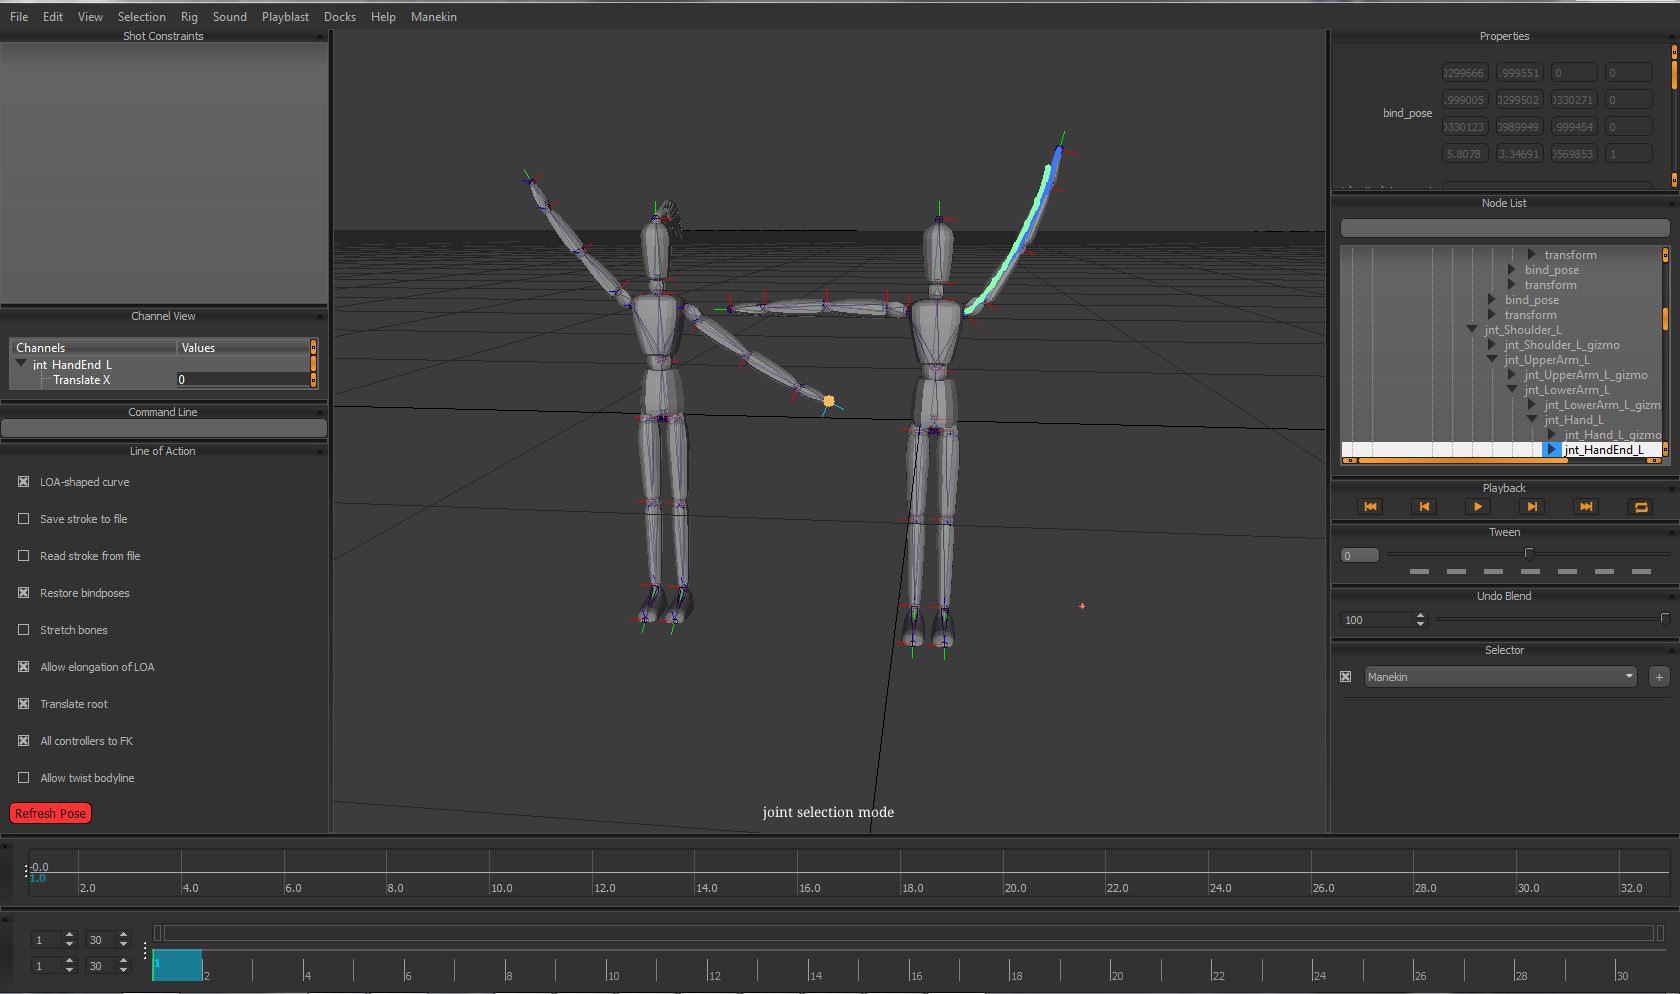 File Edit View Selection Rig Sound Playblast Docks Help Manekin
Shot Constraints
Channel View
Channels Values
jnt_HandEnd_L
Translate X 0
Command Line
Line of Action
LOA-shaped curve
Save stroke to file
Read stroke from file
Restore bindposes
Stretch bones
Allow elongation of LOA
Translate root
All controllers to FK
Allow twist bodyline
Refresh Pose
joint selection mode
Properties
0299666 .999551 0 0
bind_pose
.999005 0299502 0330271 0
0330123 0989949 .999454 0
5.8078 3.34691 0569853 1
Node List
transform
bind_pose
transform
bind_pose
transform
jnt_Shoulder_L
jnt_Shoulder_L_gizmo
jnt_UpperArm_L
jnt_UpperArm_L_gizmo
jnt_LowerArm_L
jnt_LowerArm_L_gizm
jnt_Hand_L
jnt_Hand_L_gizmo
jnt_HandEnd_L
Playback
Tween
0
Undo Blend
100
Selector
Manekin +
-0.0
1.0
2.0 4.0 6.0 8.0 10.0 12.0 14.0 16.0 18.0 20.0 22.0 24.0 26.0 28.0 30.0 32.0
1 30
1 30
1 2 4 6 8 10 12 14 16 18 20 22 24 26 28 30